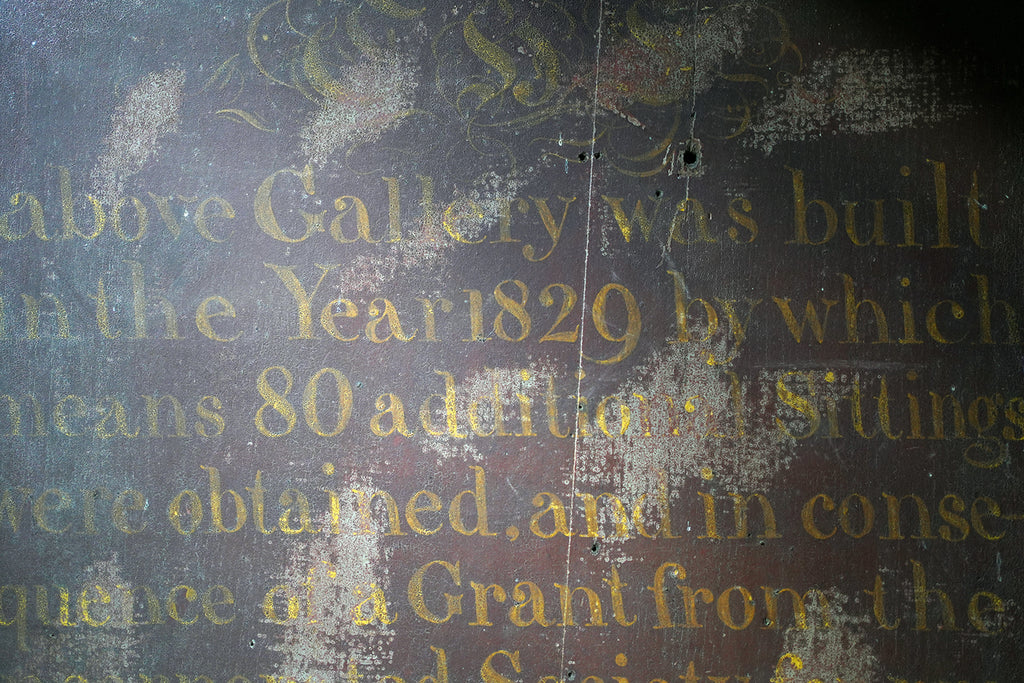 above Gallery was built
in the Year 1829 by which
means 80 additional Sittings
were obtained, and in conse-
quence of a Grant from the
Society